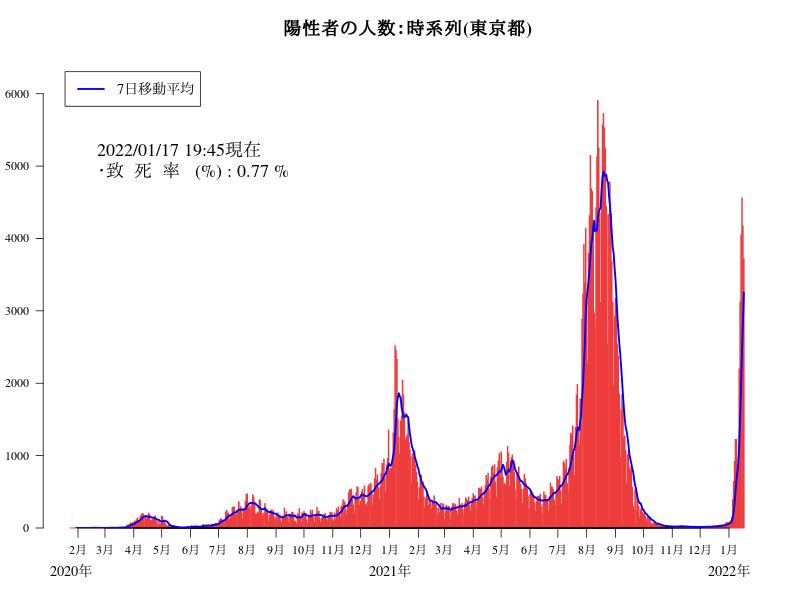 陽性者の人数:時系列(東京都)
7日移動平均
2022/01/17 19:45現在
・致 死 率 (%) : 0.77 %
6000
5000
4000
3000
2000
1000
0
2月 3月 4月 5月 6月 7月 8月 9月 10月 11月 12月 1月 2月 3月 4月 5月 6月 7月 8月 9月 10月 11月 12月 1月
2020年 2021年 2022年